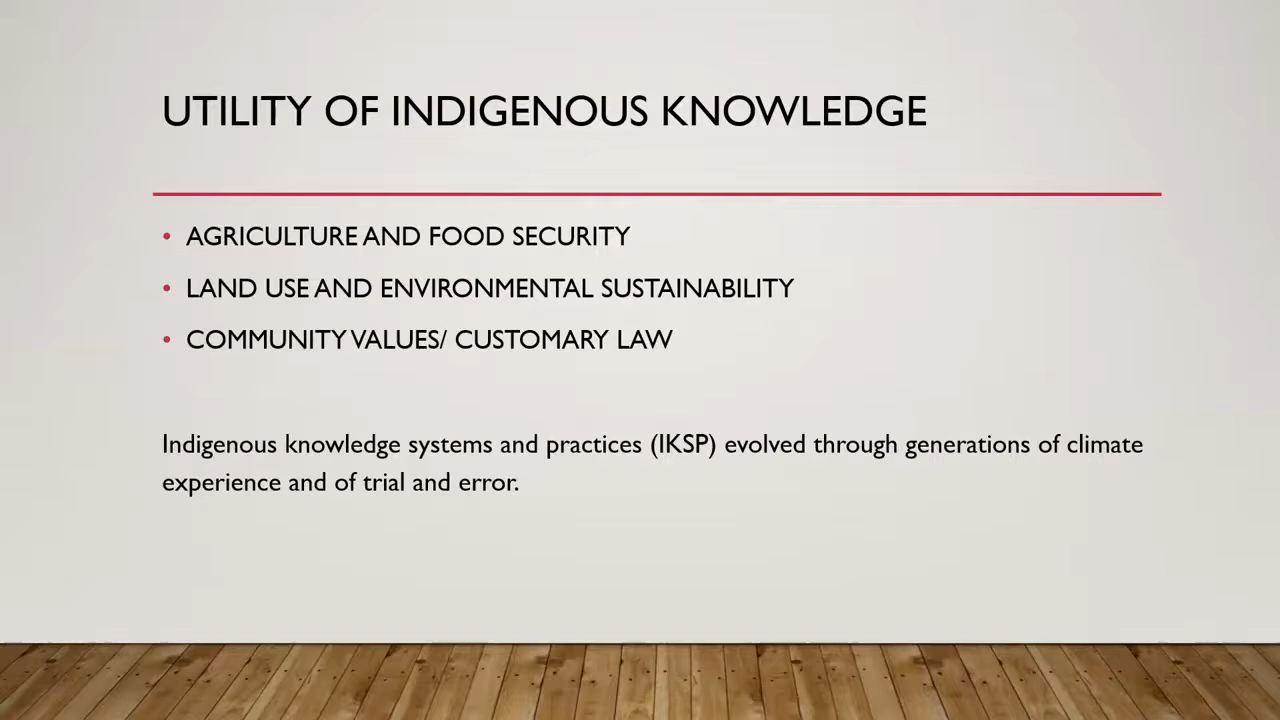 UTILITY OF INDIGENOUS KNOWLEDGE
• AGRICULTURE AND FOOD SECURITY
• LAND USE AND ENVIRONMENTAL SUSTAINABILITY
• COMMUNITY VALUES/ CUSTOMARY LAW
Indigenous knowledge systems and practices (IKSP) evolved through generations of climate
experience and of trial and error.